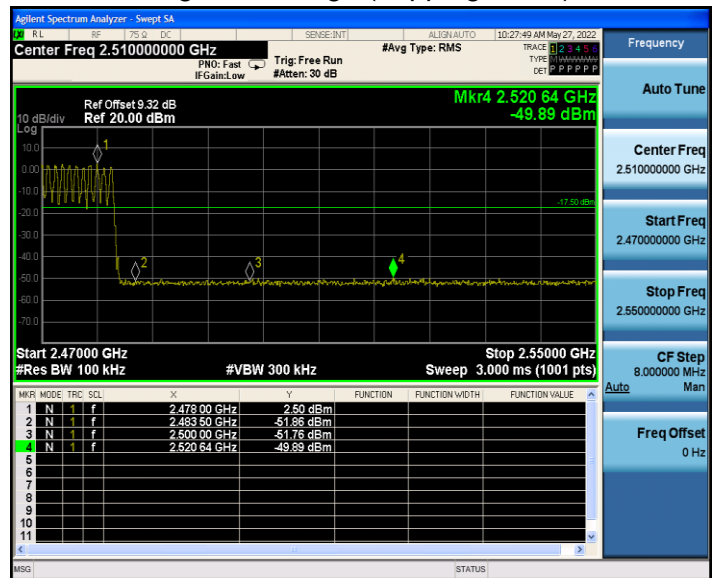 Agilent Spectrum Analyzer - Swept SA
LXI RL RF 75 Ω DC SENSE:INT ALIGN AUTO 10:27:49 AM May 27, 2022
Center Freq 2.510000000 GHz #Avg Type: RMS TRACE 1 2 3 4 5 6
PNO: Fast Trig: Free Run TYPE M WWWWW
IFGain:Low #Atten: 30 dB DET P P P P P P
Frequency
Auto Tune
Center Freq
2.510000000 GHz
Start Freq
2.470000000 GHz
Stop Freq
2.550000000 GHz
CF Step
8.000000 MHz
Auto Man
Freq Offset
0 Hz
Mkr4 2.520 64 GHz
-49.89 dBm
Ref Offset 9.32 dB
10 dB/div Ref 20.00 dBm
Log
10.0
0.00
-10.0
-20.0
-30.0
-40.0
-50.0
-60.0
-70.0
1
2
3
4
-17.50 dBm
Start 2.47000 GHz Stop 2.55000 GHz
#Res BW 100 kHz #VBW 300 kHz Sweep 3.000 ms (1001 pts)
MKR MODE TRC SCL X Y FUNCTION FUNCTION WIDTH FUNCTION VALUE
1 N 1 f 2.478 00 GHz 2.50 dBm
2 N 1 f 2.483 50 GHz -51.86 dBm
3 N 1 f 2.500 00 GHz -51.76 dBm
4 N 1 f 2.520 64 GHz -49.89 dBm
5
6
7
8
9
10
11
MSG STATUS